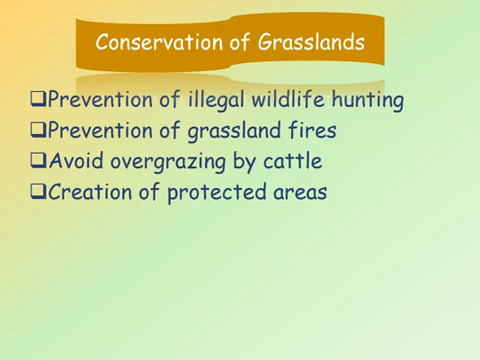 Conservation of Grasslands
❑Prevention of illegal wildlife hunting
❑Prevention of grassland fires
❑Avoid overgrazing by cattle
❑Creation of protected areas